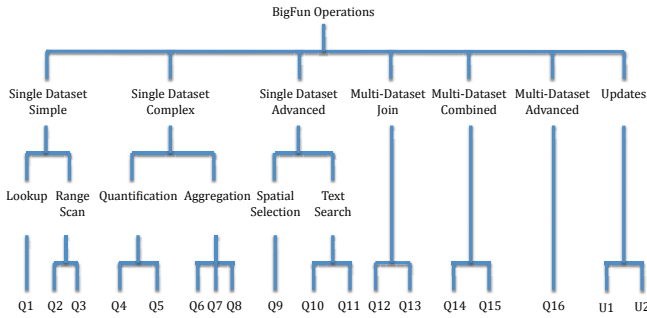 BigFun Operations
Single Dataset Simple
Single Dataset Complex
Single Dataset Advanced
Multi-Dataset Join
Multi-Dataset Combined
Multi-Dataset Advanced
Updates
Lookup
Range Scan
Quantification
Aggregation
Spatial Selection
Text Search
Q1 Q2 Q3 Q4 Q5 Q6 Q7 Q8 Q9 Q10 Q11 Q12 Q13 Q14 Q15 Q16 U1 U2